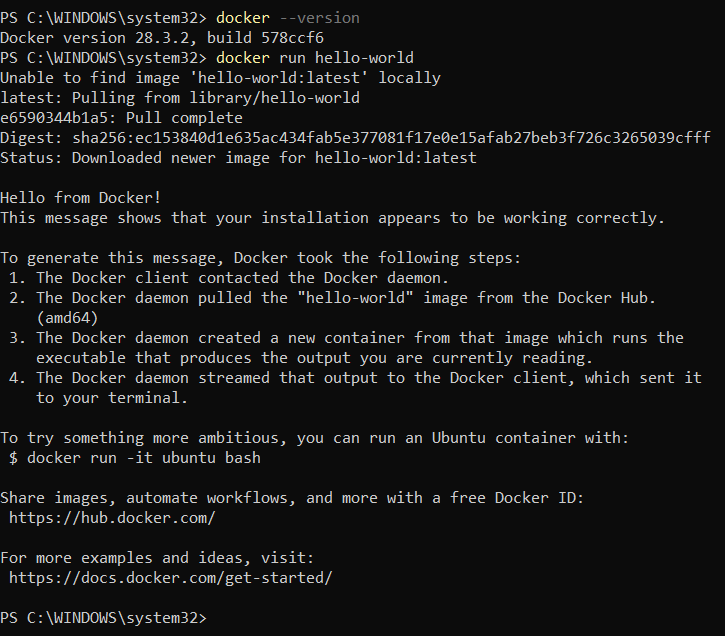 PS C:\WINDOWS\system32> docker --version
Docker version 28.3.2, build 578ccf6
PS C:\WINDOWS\system32> docker run hello-world
Unable to find image 'hello-world:latest' locally
latest: Pulling from library/hello-world
e6590344b1a5: Pull complete
Digest: sha256:ec153840d1e635ac434fab5e377081f17e0e15afab27beb3f726c3265039cfff
Status: Downloaded newer image for hello-world:latest

Hello from Docker!
This message shows that your installation appears to be working correctly.

To generate this message, Docker took the following steps:
 1. The Docker client contacted the Docker daemon.
 2. The Docker daemon pulled the "hello-world" image from the Docker Hub.
    (amd64)
 3. The Docker daemon created a new container from that image which runs the
    executable that produces the output you are currently reading.
 4. The Docker daemon streamed that output to the Docker client, which sent it
    to your terminal.

To try something more ambitious, you can run an Ubuntu container with:
 $ docker run -it ubuntu bash

Share images, automate workflows, and more with a free Docker ID:
 https://hub.docker.com/

For more examples and ideas, visit:
 https://docs.docker.com/get-started/

PS C:\WINDOWS\system32>